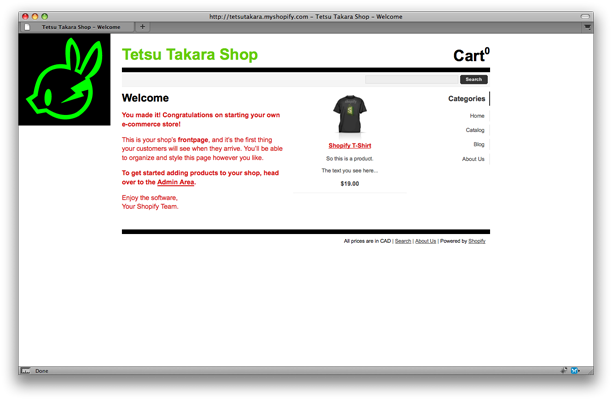 http://tetsutakara.myshopify.com – Tetsu Takara Shop – Welcome
Tetsu Takara Shop – Welcome
Tetsu Takara Shop
Cart0
Search
Welcome
You made it! Congratulations on starting your own
e-commerce store!
This is your shop's frontpage, and it's the first thing
your customers will see when they arrive. You'll be able
to organize and style this page however you like.
To get started adding products to your shop, head
over to the Admin Area.
Enjoy the software,
Your Shopify Team.
Shopify T-Shirt
So this is a product.
The text you see here...
$19.00
Categories
Home
Catalog
Blog
About Us
All prices are in CAD | Search | About Us | Powered by Shopify
Done